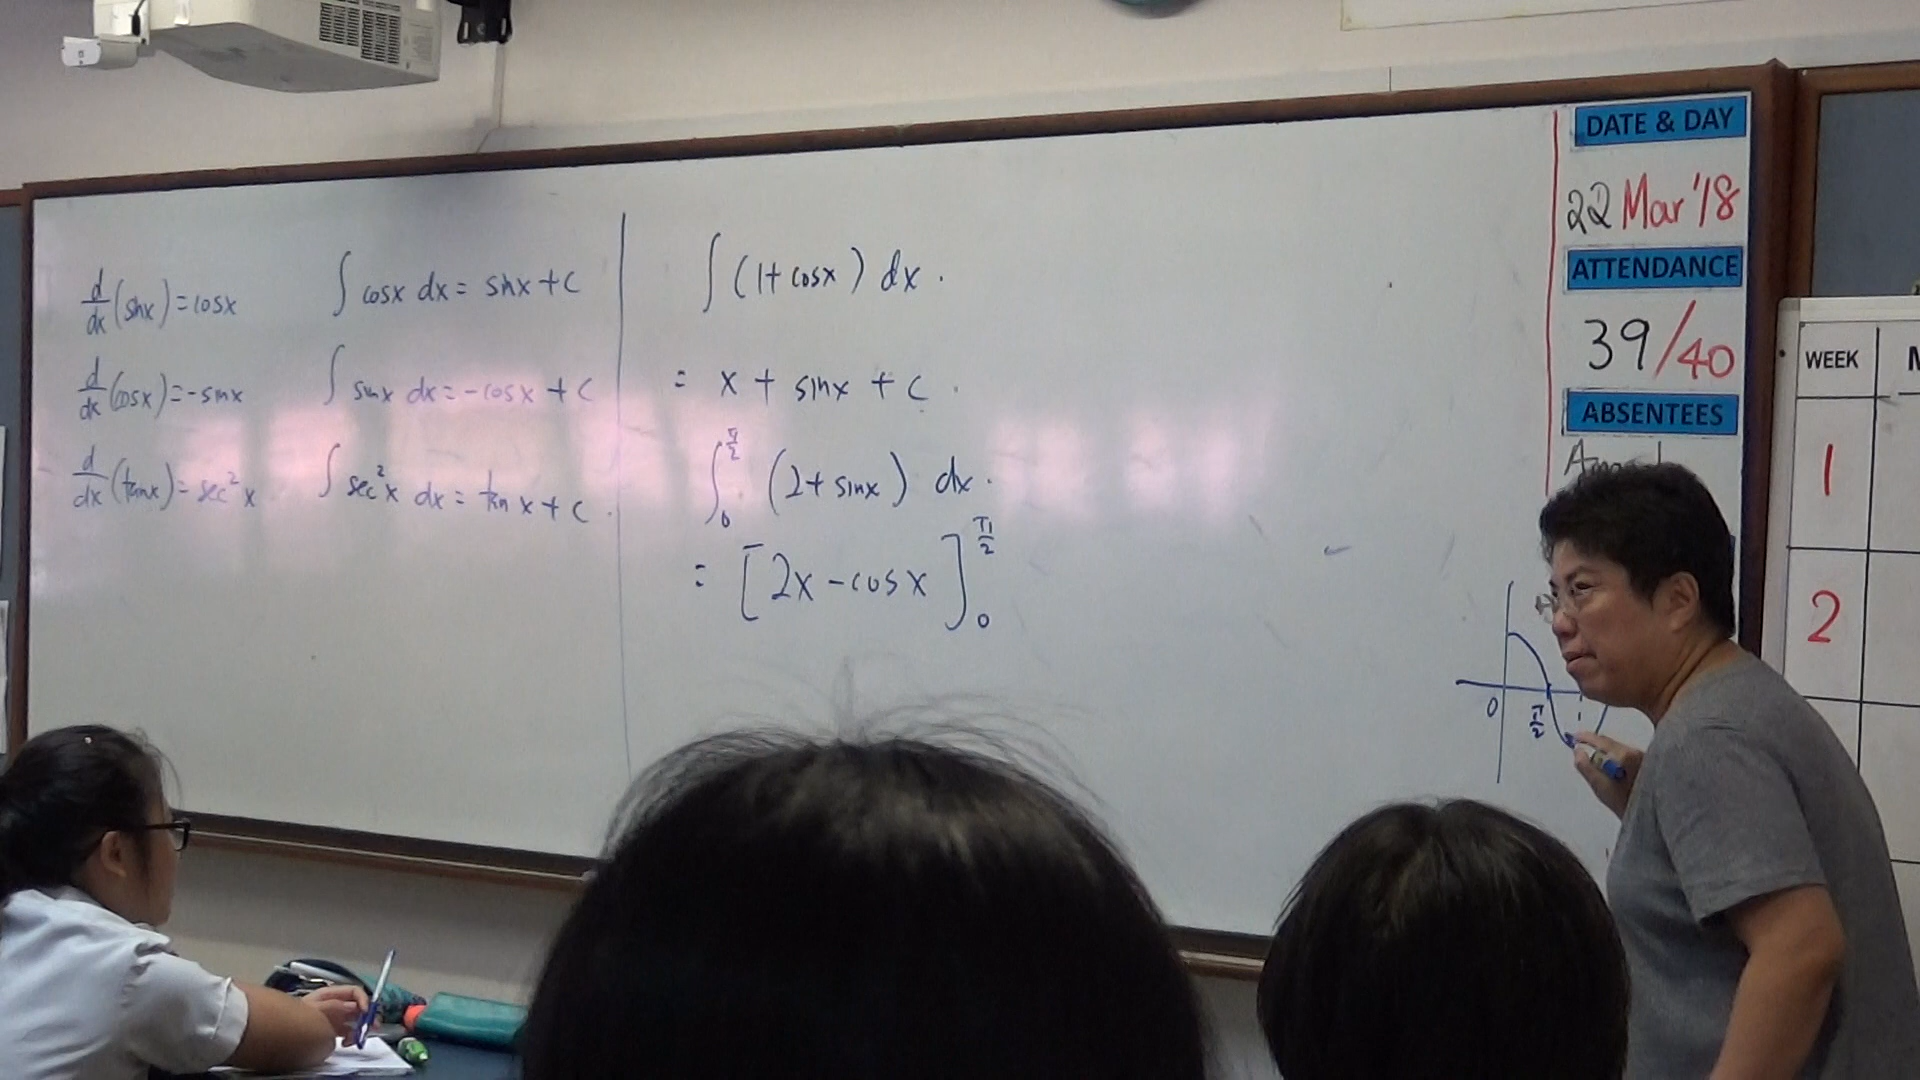 d/dx (sinx) = cosx
d/dx (cosx) = -sinx
d/dx (tanx) = sec²x
∫ cosx dx = sinx + C
∫ sinx dx = -cosx + C
∫ sec²x dx = tan x + C.
∫ (1 + cosx) dx.
= x + sinx + C.
∫₀^(π/2) (2 + sinx) dx.
= [2x - cosx]₀^(π/2)
0
π/2
DATE & DAY
22 Mar '18
ATTENDANCE
39/40
ABSENTEES
WEEK
1
2